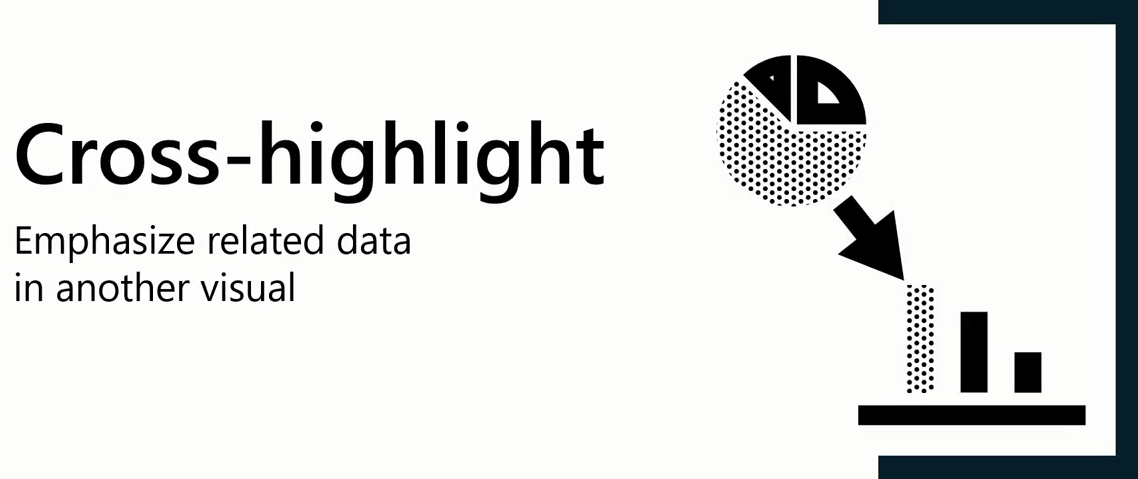 Cross-highlight
Emphasize related data
in another visual